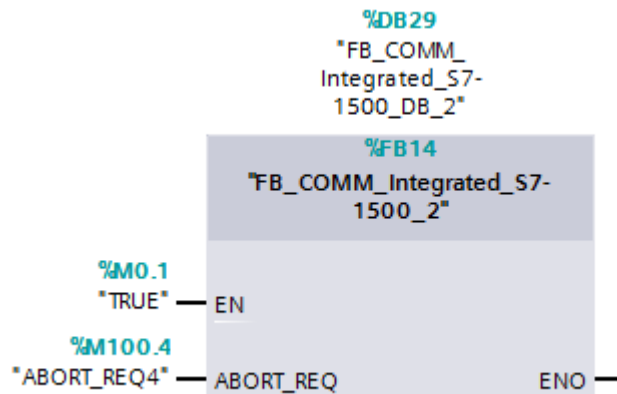 %DB29
"FB_COMM_
Integrated_S7-
1500_DB_2"
%FB14
"FB_COMM_Integrated_S7-
1500_2"
%M0.1
"TRUE" EN
%M100.4
"ABORT_REQ4" ABORT_REQ ENO